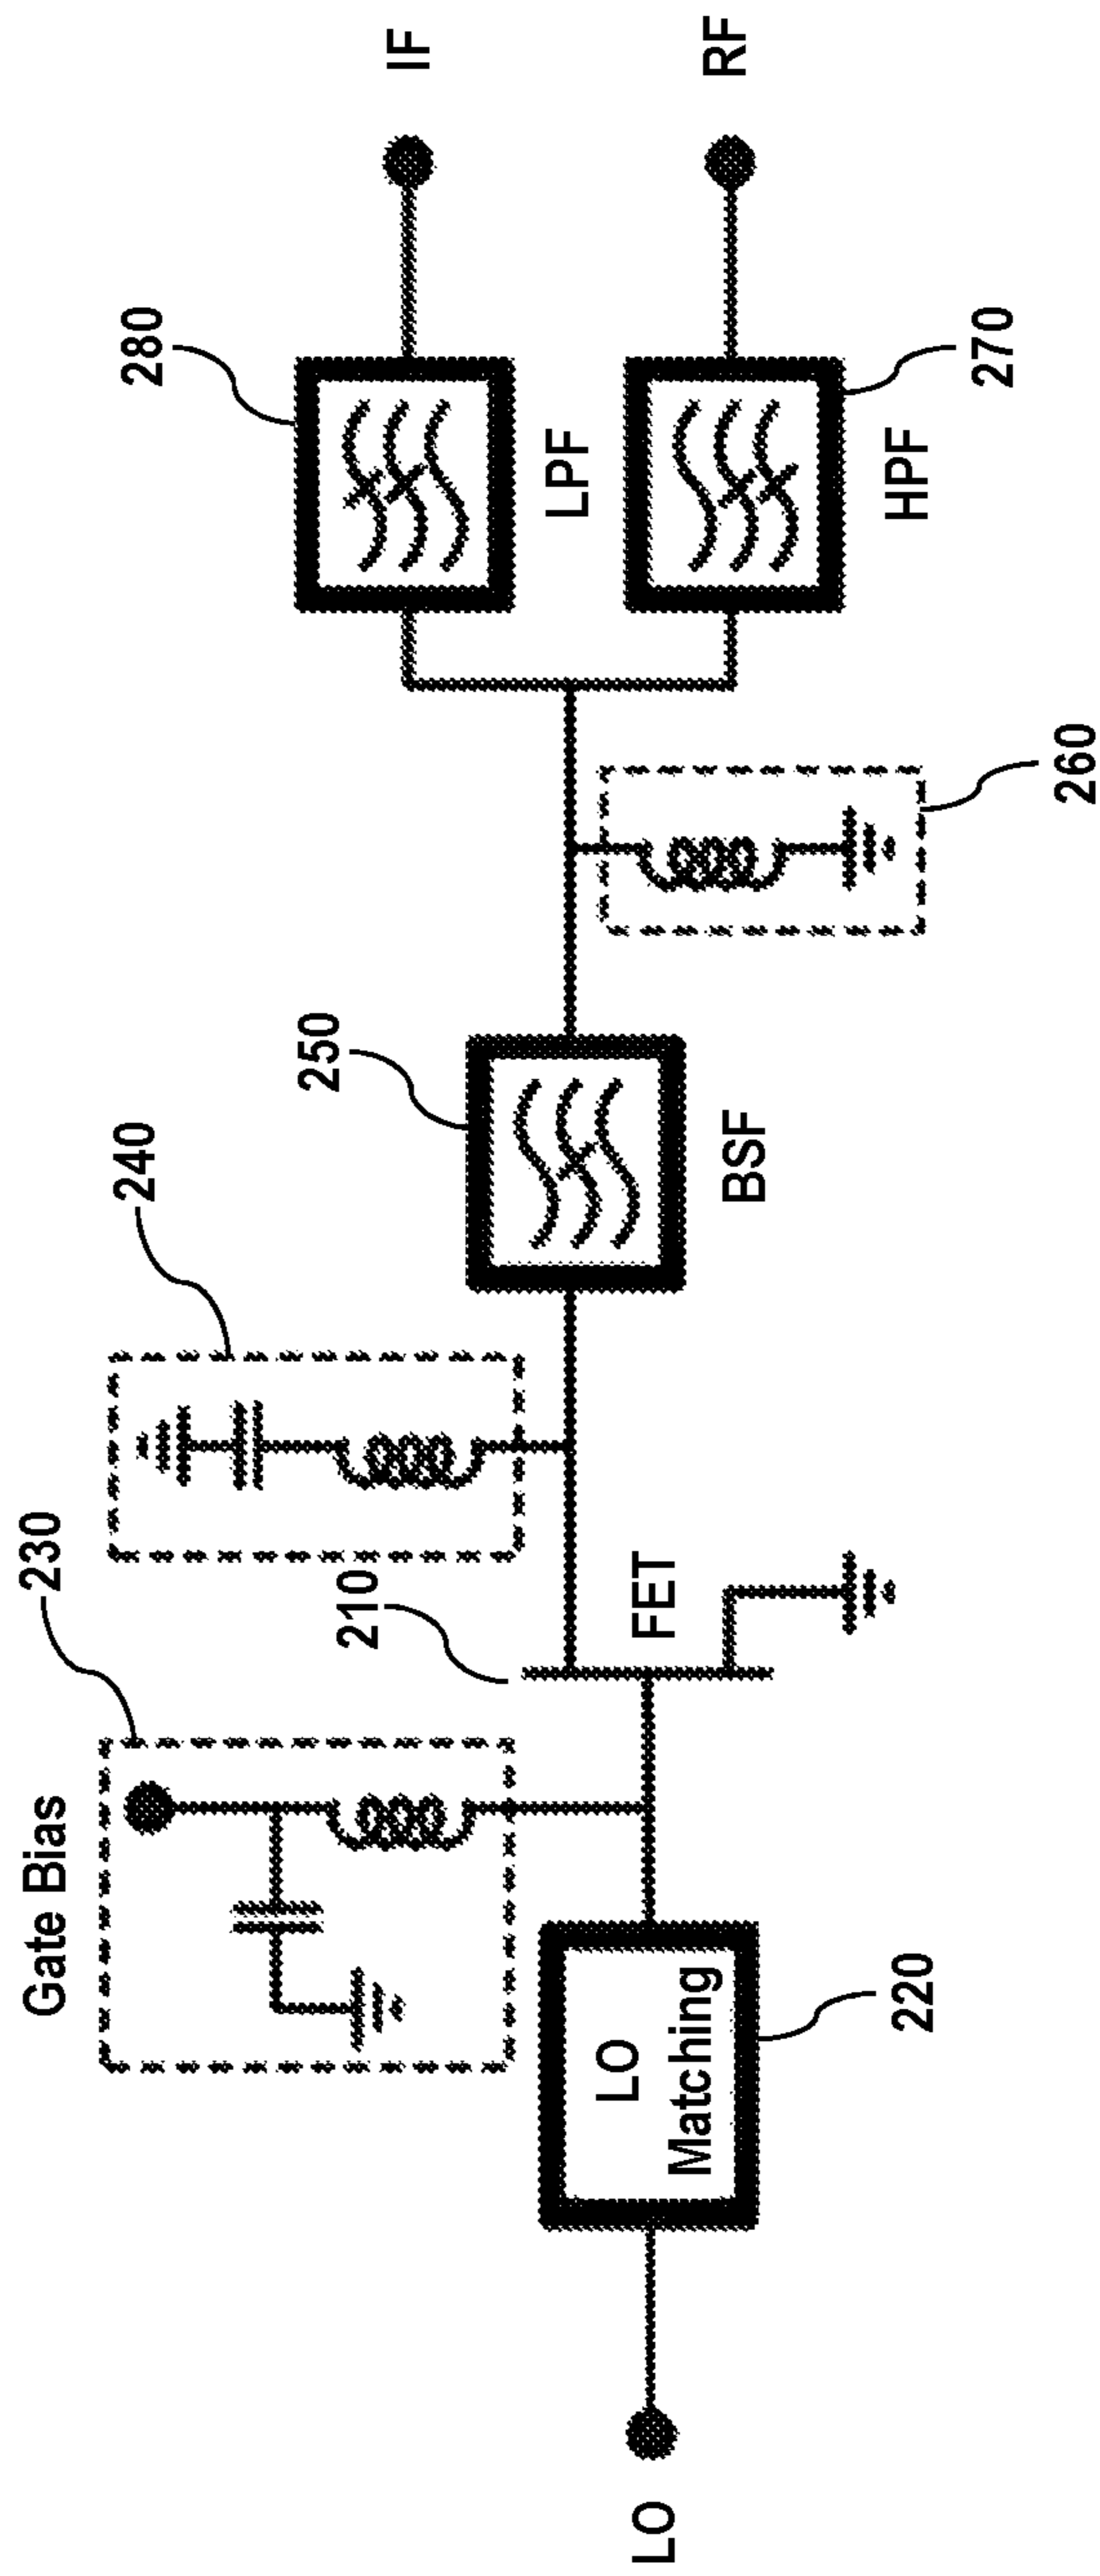 Gate Bias
230
240
210
250
280
IF
LO
LO
Matching
220
FET
BSF
260
LPF
HPF
270
RF